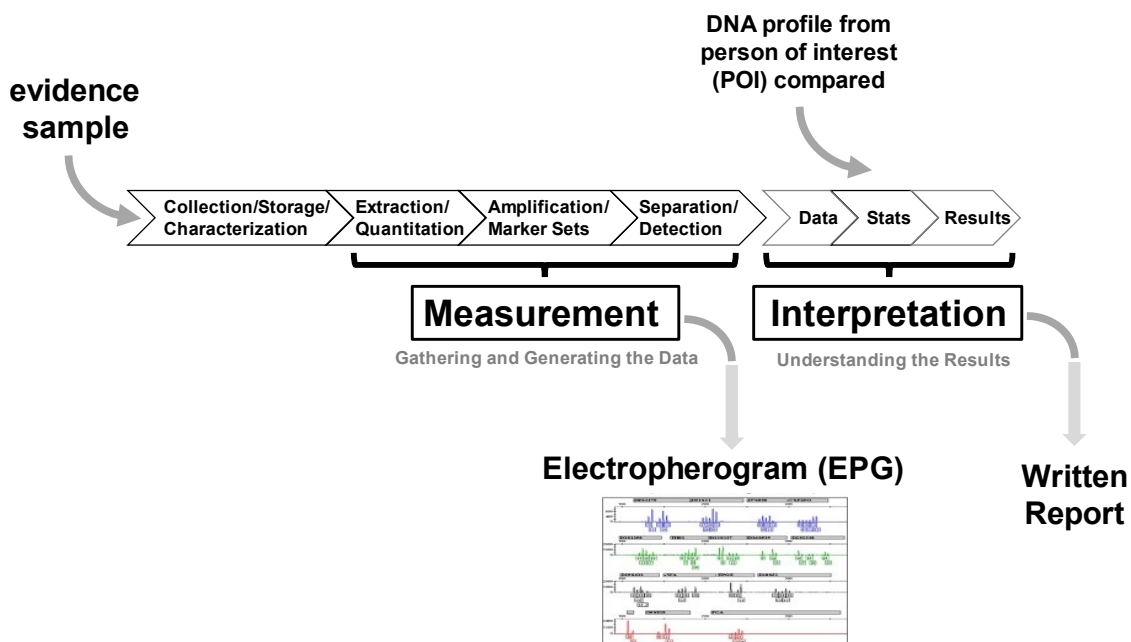 DNA profile from
person of interest
(POI) compared
evidence
sample
Collection/Storage/
Characterization
Extraction/
Quantitation
Amplification/
Marker Sets
Separation/
Detection
Data
Stats
Results
Measurement
Interpretation
Gathering and Generating the Data
Understanding the Results
Electropherogram (EPG)
Written
Report